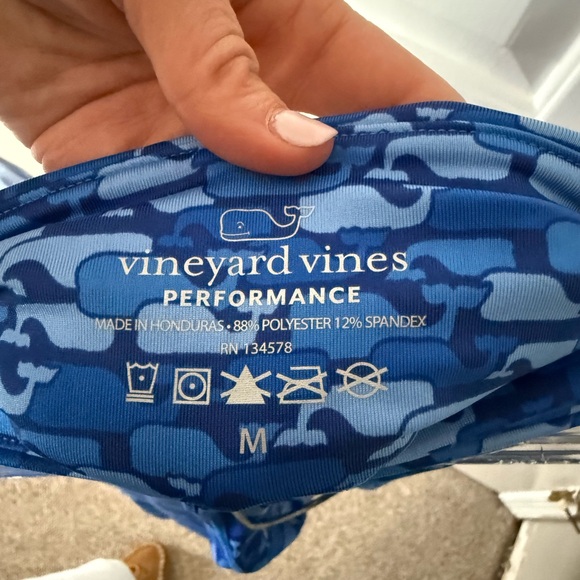 vineyard vines
PERFORMANCE
MADE IN HONDURAS • 88% POLYESTER 12% SPANDEX
RN 134578
M